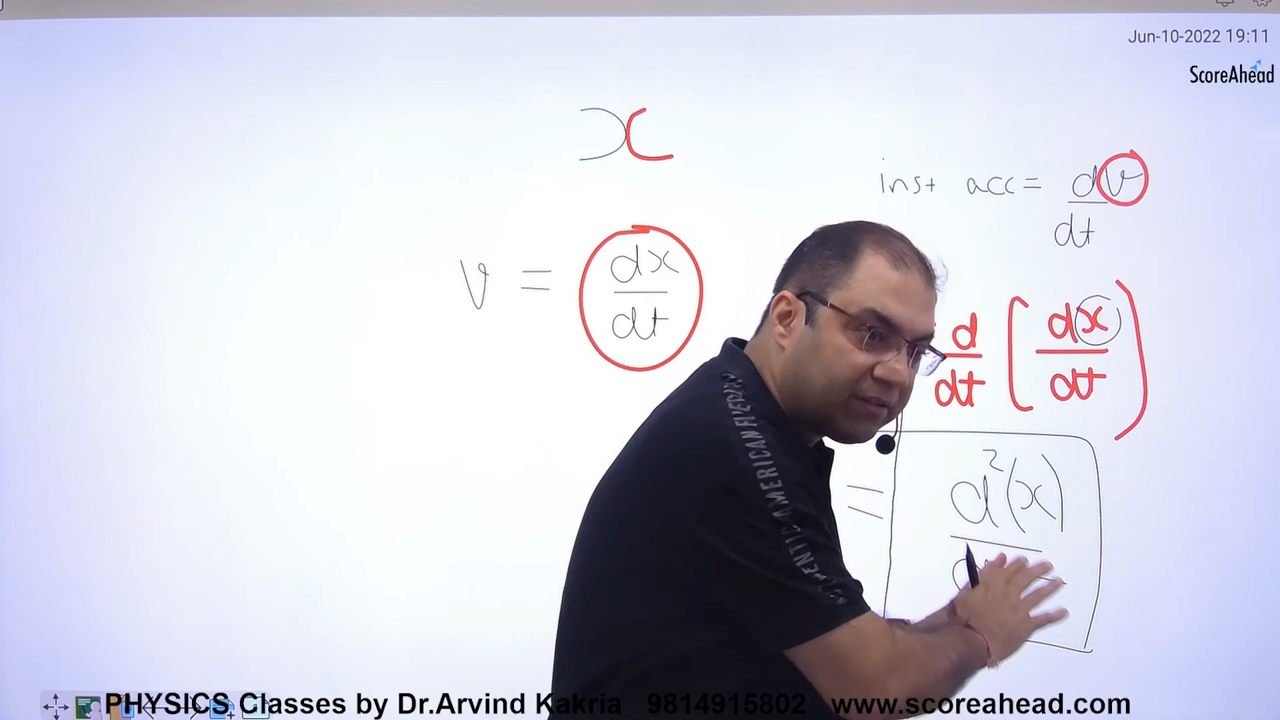 Jun-10-2022 19:11
ScoreAhead
x
inst acc = dv
dt
v = dx
dt
d ( dx )
dt dt
= d²(x)
AMERICAN
PHYSICS Classes by Dr.Arvind Kakria 9814915802 www.scoreahead.com